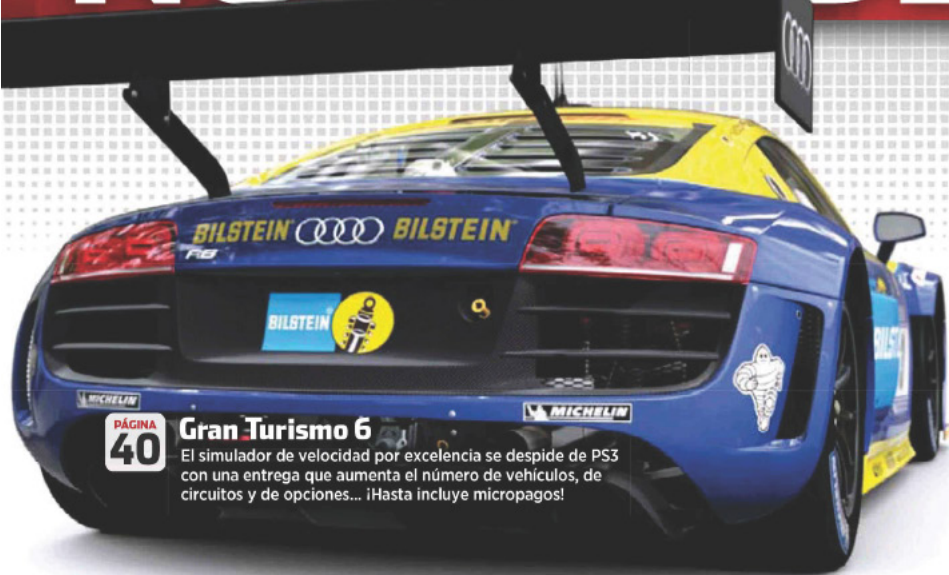 BILSTEIN BILSTEIN
R8
BILSTEIN
MICHELIN
MICHELIN
PÁGINA
40
Gran Turismo 6
El simulador de velocidad por excelencia se despide de PS3
con una entrega que aumenta el número de vehículos, de
circuitos y de opciones... ¡Hasta incluye micropagos!